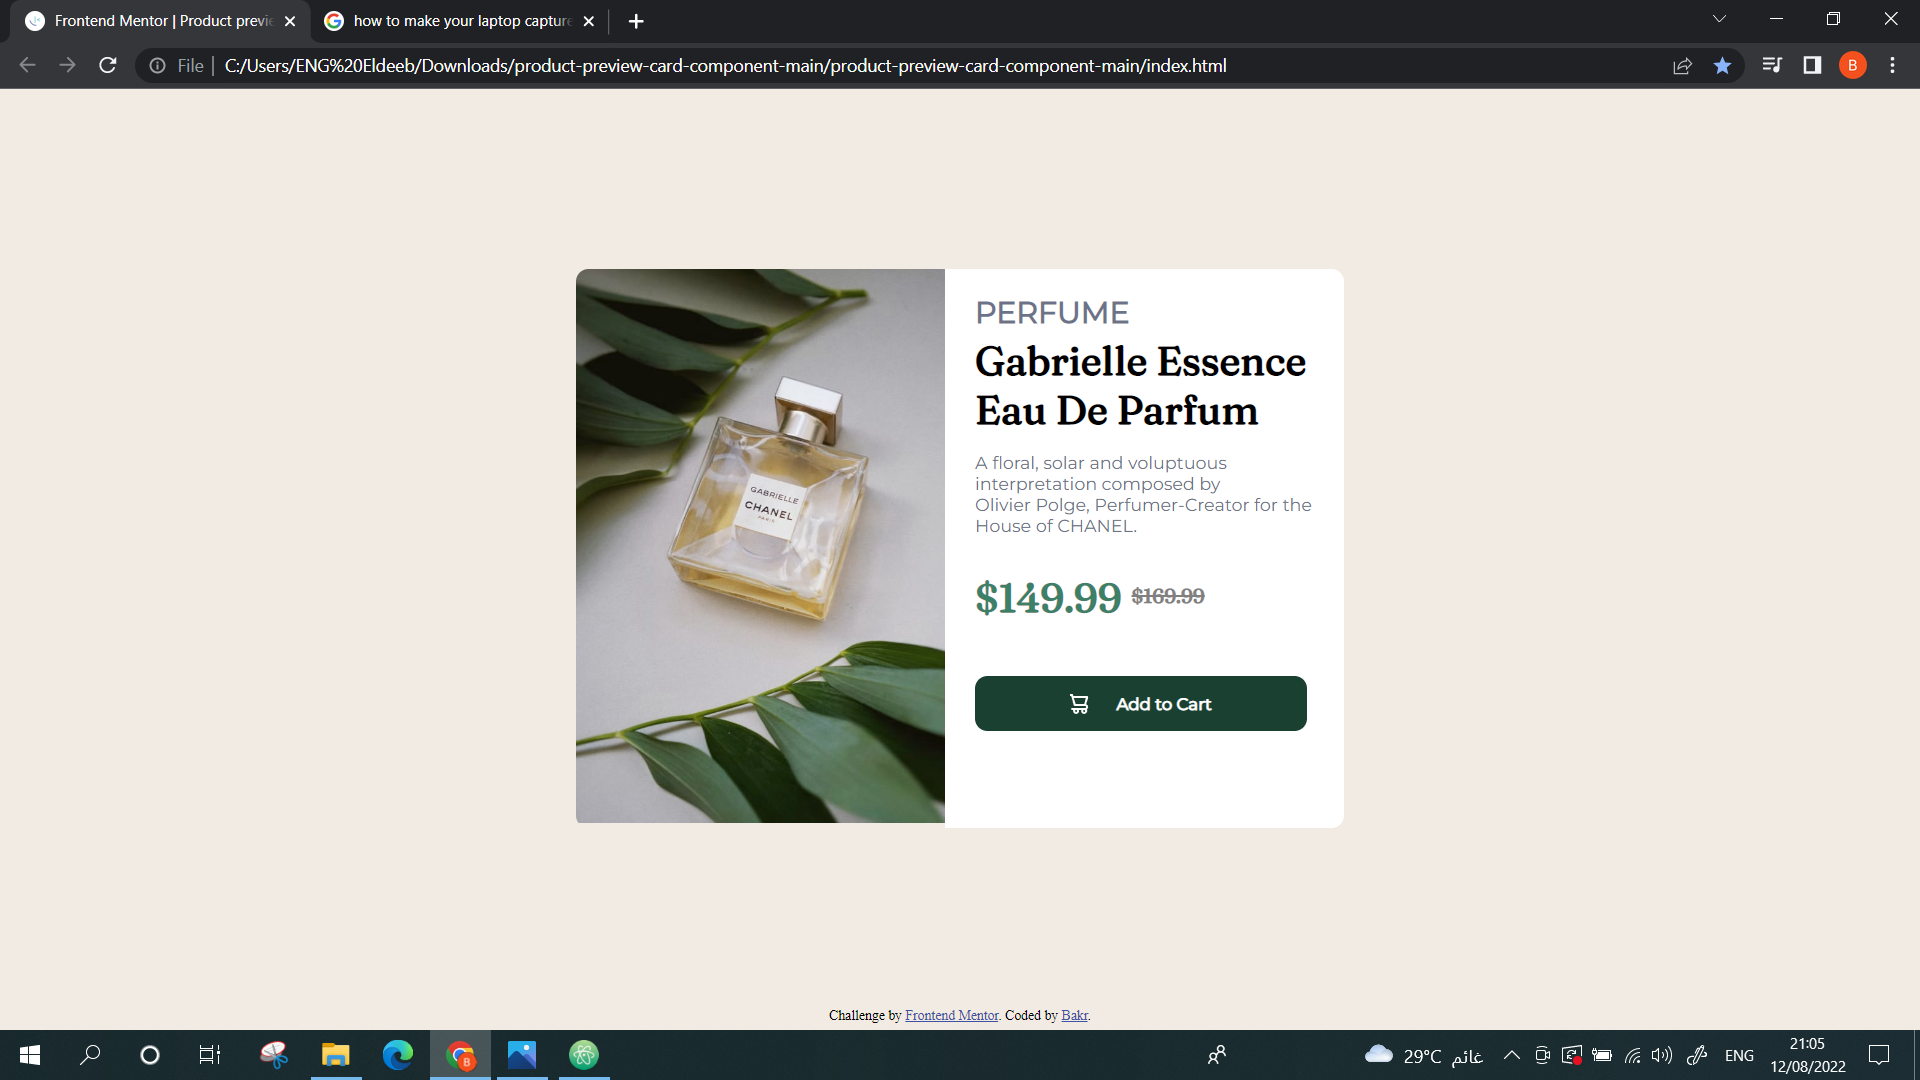 Frontend Mentor | Product previe
how to make your laptop capture
File
C:/Users/ENG%20Eldeeb/Downloads/product-preview-card-component-main/product-preview-card-component-main/index.html
B
GABRIELLE
CHANEL
PARIS
PERFUME
Gabrielle Essence
Eau De Parfum
A floral, solar and voluptuous
interpretation composed by
Olivier Polge, Perfumer-Creator for the
House of CHANEL.
$149.99 $169.99
Add to Cart
Challenge by Frontend Mentor. Coded by Bakr.
B
29°C غائم
ENG
21:05
12/08/2022